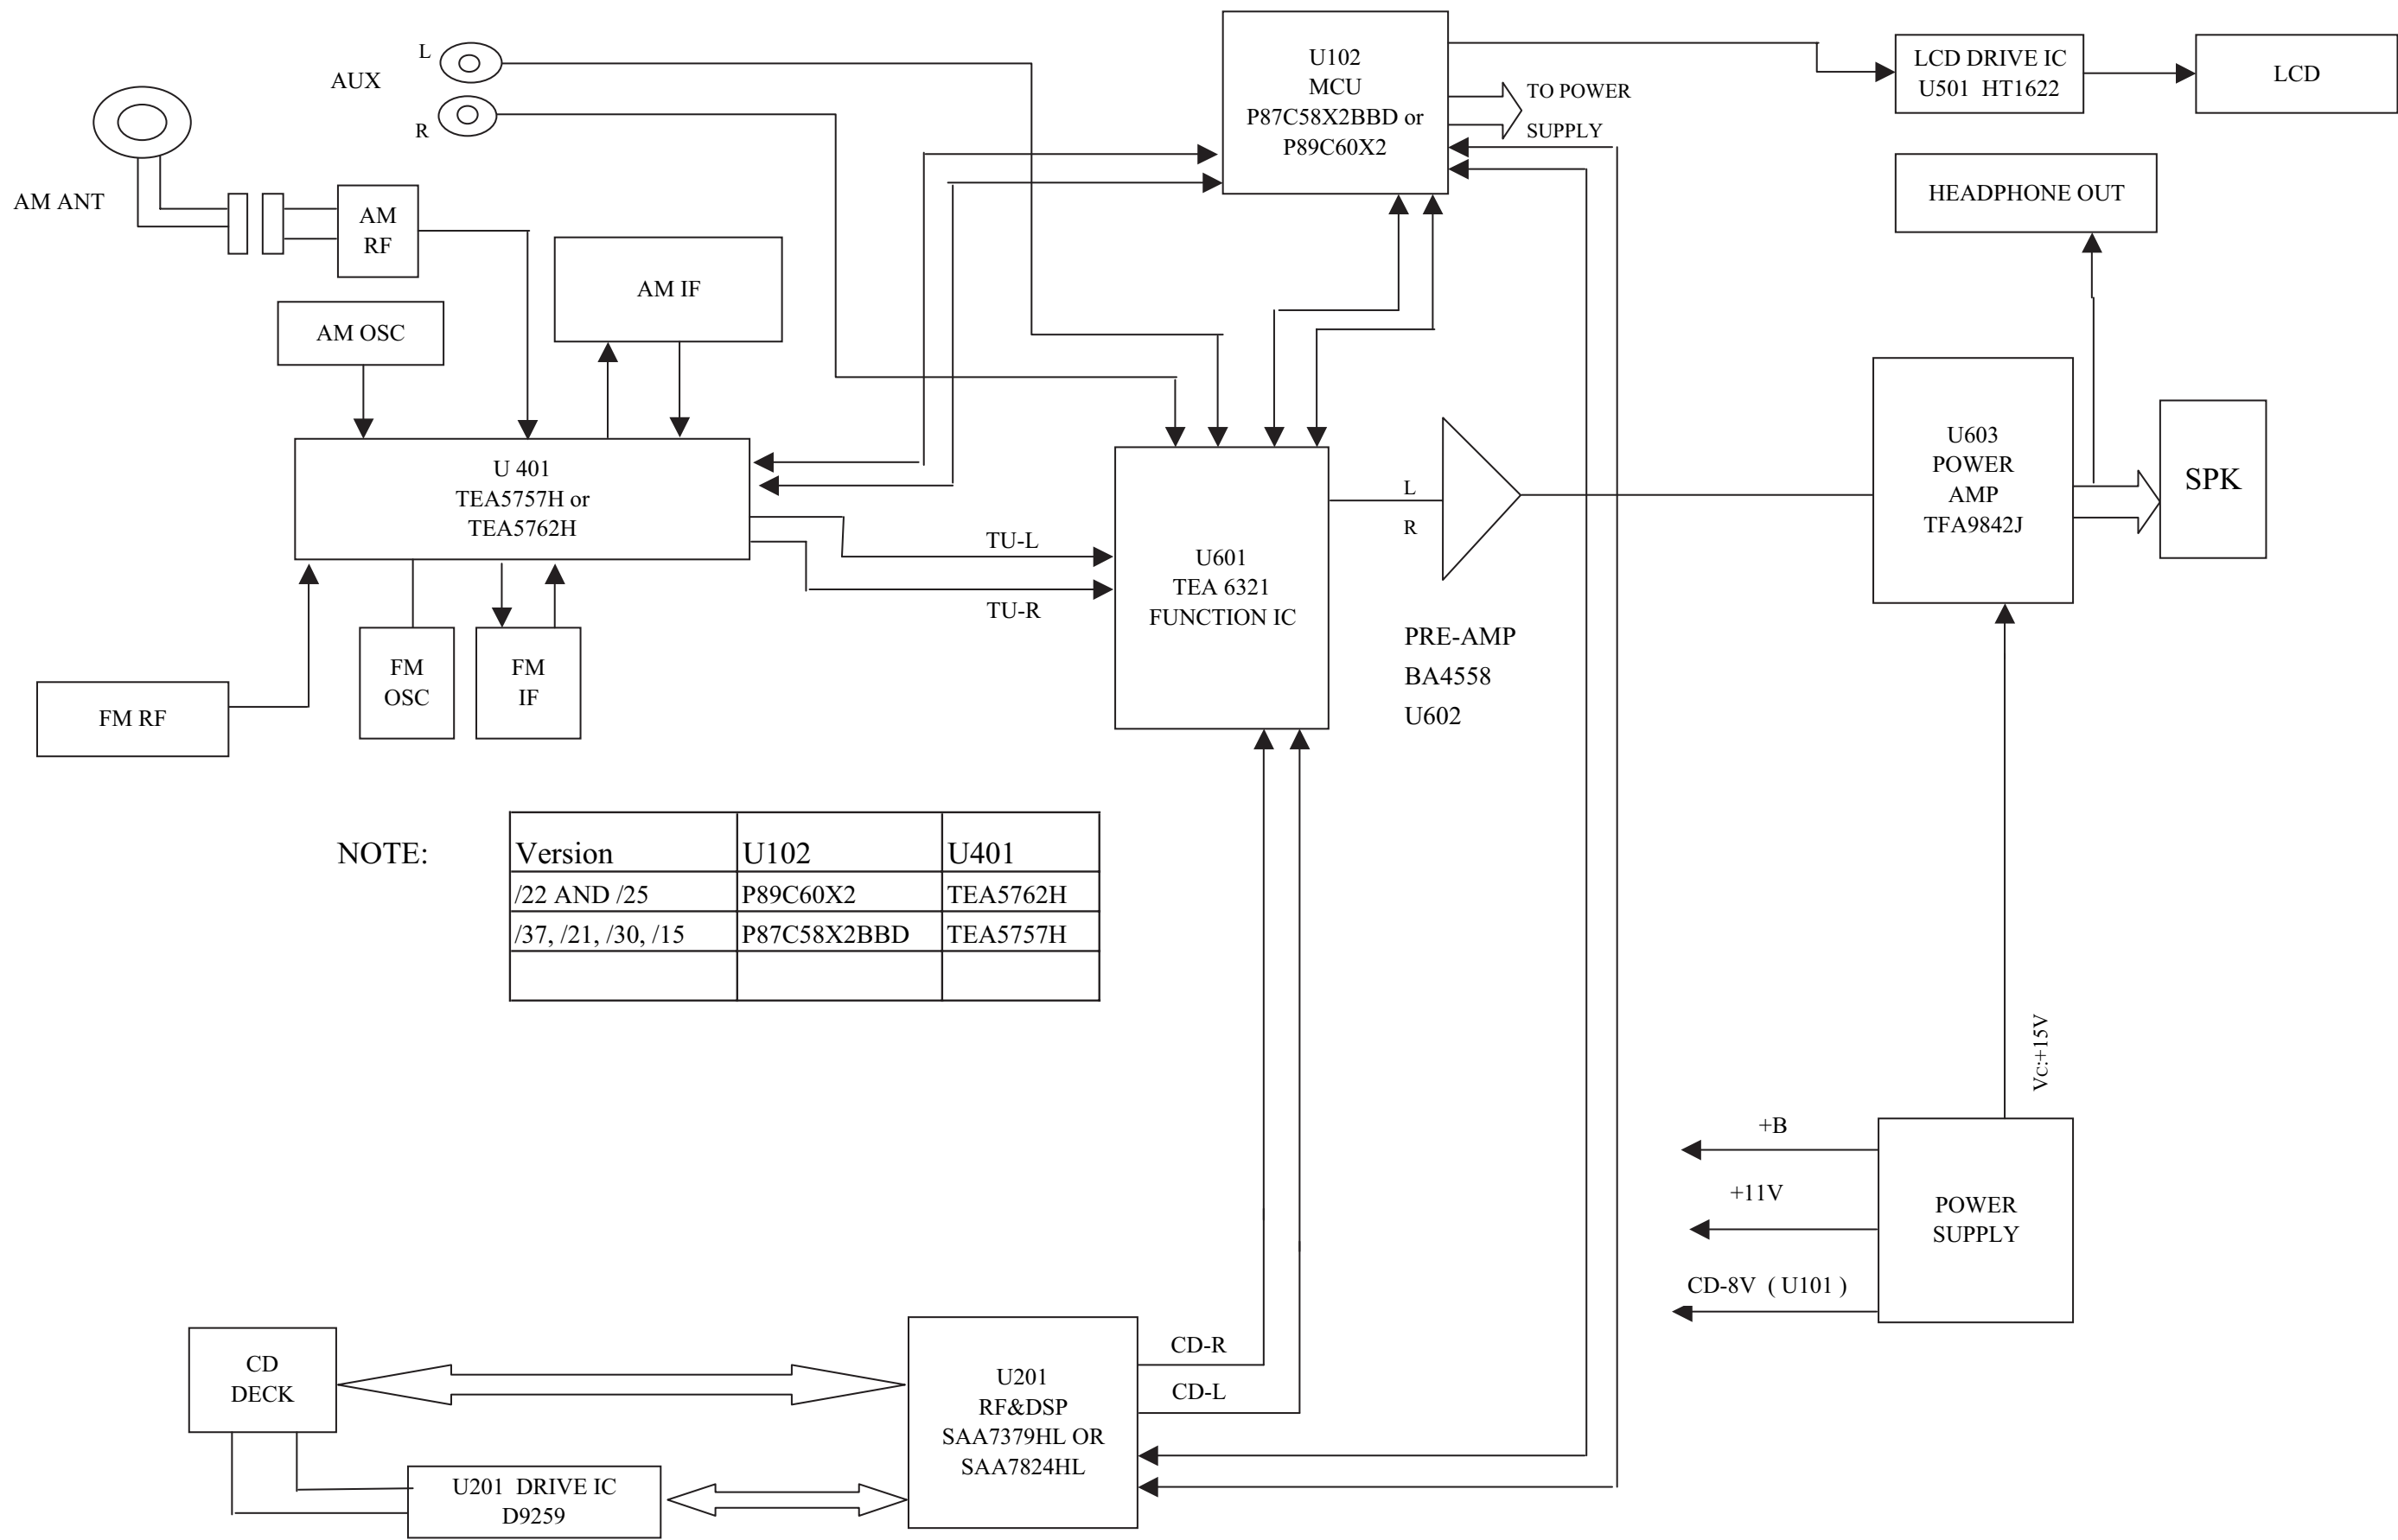 L
AUX
R
AM ANT
AM
RF
AM OSC
AM IF
U102
MCU
P87C58X2BBD or
P89C60X2
TO POWER
SUPPLY
LCD DRIVE IC
U501 HT1622
LCD
HEADPHONE OUT
U 401
TEA5757H or
TEA5762H
TU-L
TU-R
FM RF
FM
OSC
FM
IF
U601
TEA 6321
FUNCTION IC
L
R
PRE-AMP
BA4558
U602
U603
POWER
AMP
TFA9842J
SPK
NOTE:
Version U102 U401
/22 AND /25 P89C60X2 TEA5762H
/37, /21, /30, /15 P87C58X2BBD TEA5757H
Vc:+15V
+B
+11V
CD-8V ( U101 )
POWER
SUPPLY
CD
DECK
U201 DRIVE IC
D9259
U201
RF&DSP
SAA7379HL OR
SAA7824HL
CD-R
CD-L